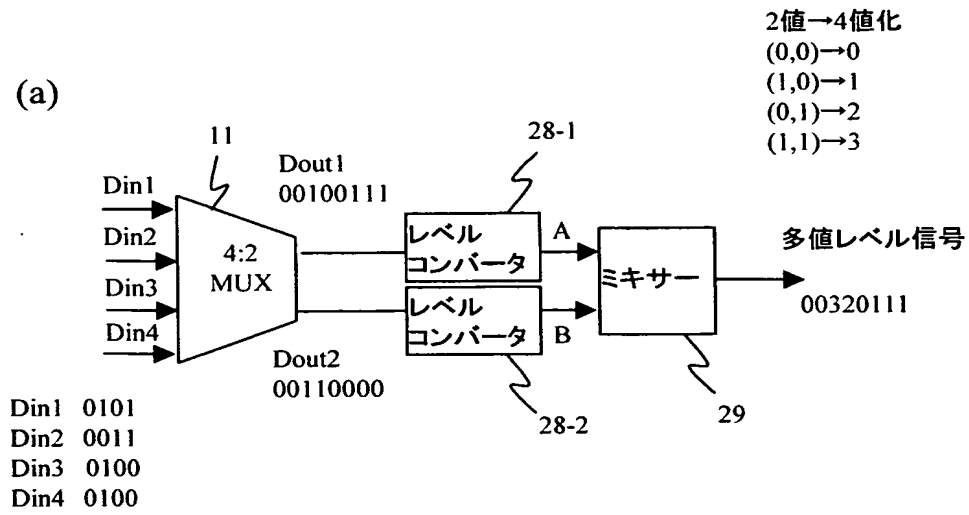 2値→4値化
(0,0)→0
(1,0)→1
(0,1)→2
(1,1)→3
(a)
11
28-1
Dout1
00100111
Din1
Din2
Din3
Din4
4:2
MUX
レベル
コンバータ
A
レベル
コンバータ
B
ミキサー
多値レベル信号
00320111
Dout2
00110000
28-2
29
Din1 0101
Din2 0011
Din3 0100
Din4 0100